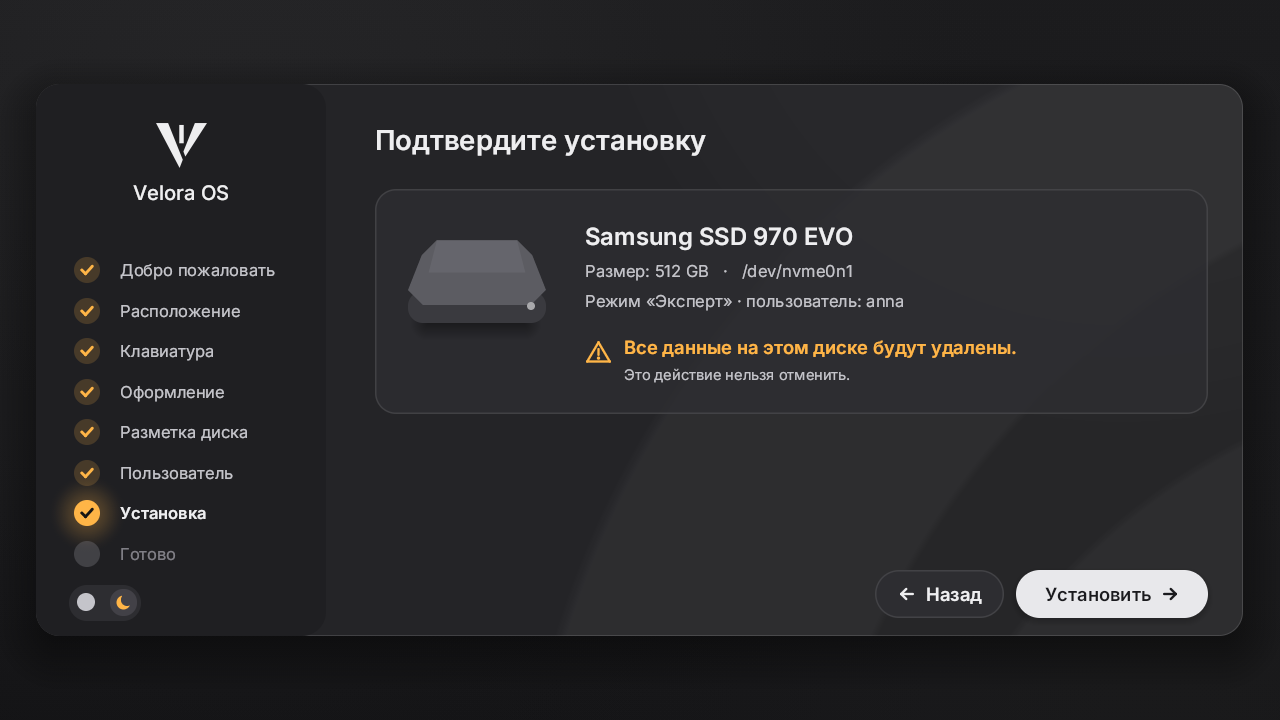 Velora OS
Добро пожаловать
Расположение
Клавиатура
Оформление
Разметка диска
Пользователь
Установка
Готово
Подтвердите установку
Samsung SSD 970 EVO
Размер: 512 GB · /dev/nvme0n1
Режим «Эксперт» · пользователь: anna
Все данные на этом диске будут удалены.
Это действие нельзя отменить.
Назад
Установить